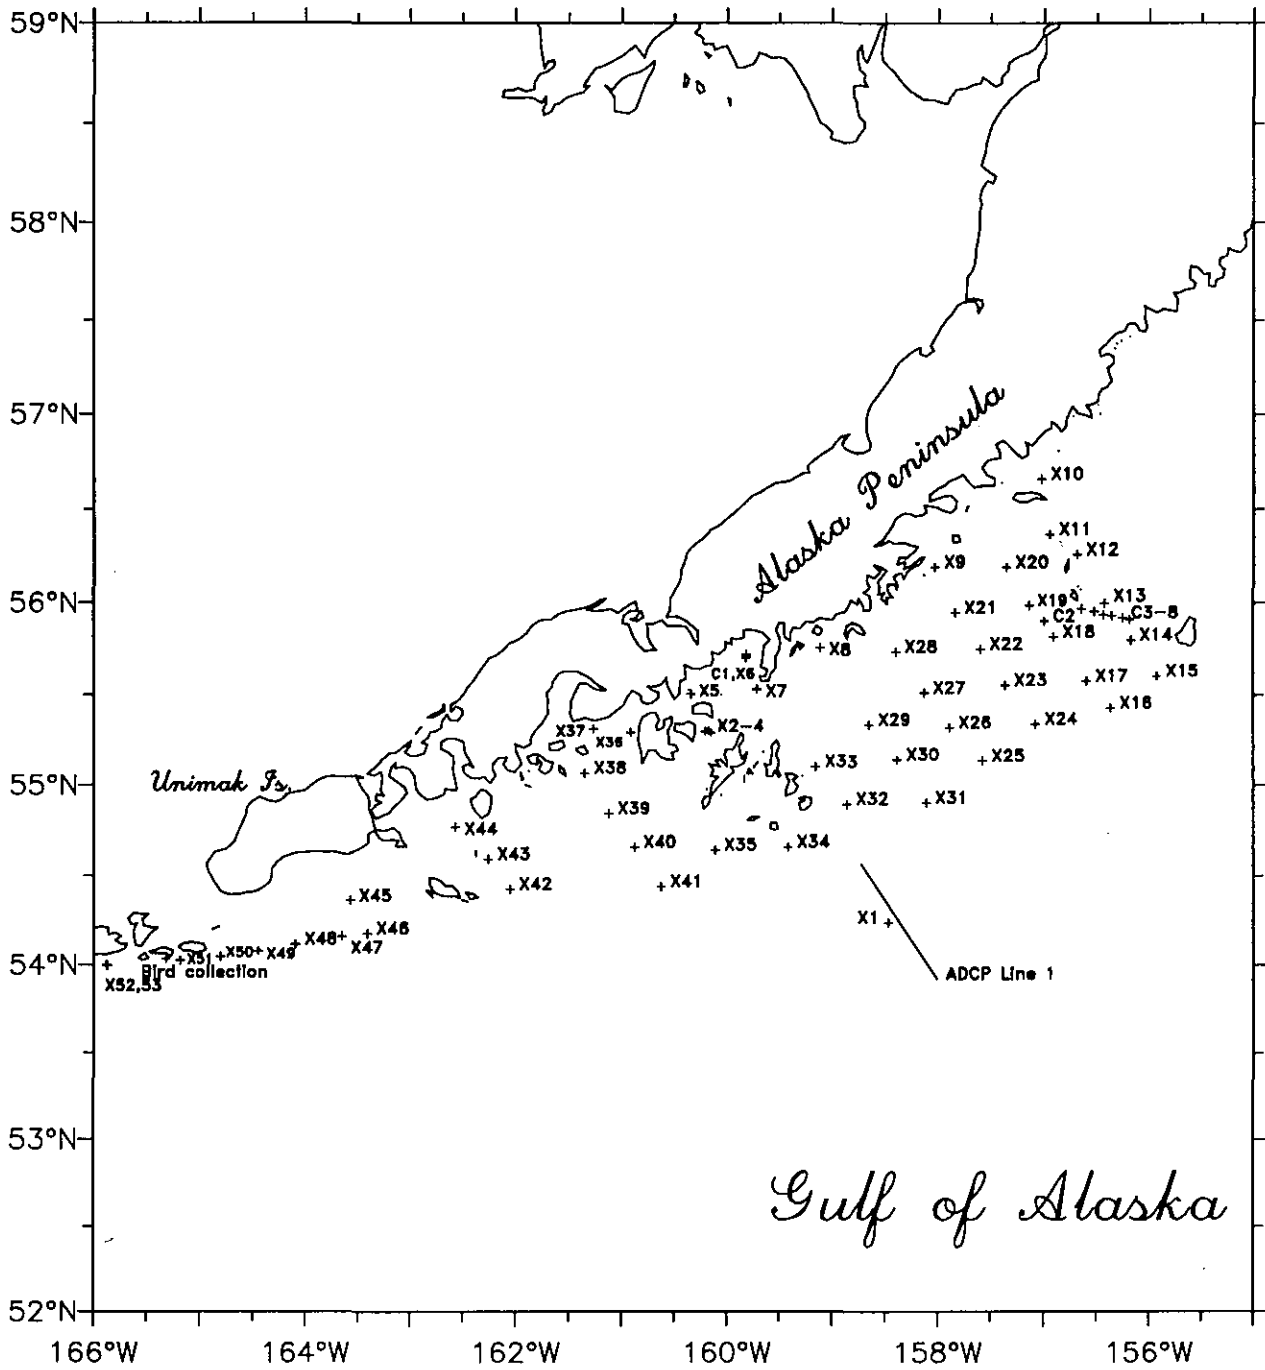 59°N
58°N
57°N
Alaska Peninsula
X10
X11
X12
X9
X20
56°N
X13
X19
X21
C2
C3-8
X18
X14
X8
X28
X22
C1,X6
X15
X17
X5
X7
X27
X23
X16
X37
X2-4
X29
X26
X24
X36
X38
X33
X30
X25
Unimak Is.
55°N
X39
X32
X31
X44
X40
X35
X34
X43
X42
X41
X45
X1
X46
X48
X47
X50
X49
X51
54°N
Bird collection
ADCP Line 1
X52,53
53°N
Gulf of Alaska
52°N
166°W
164°W
162°W
160°W
158°W
156°W